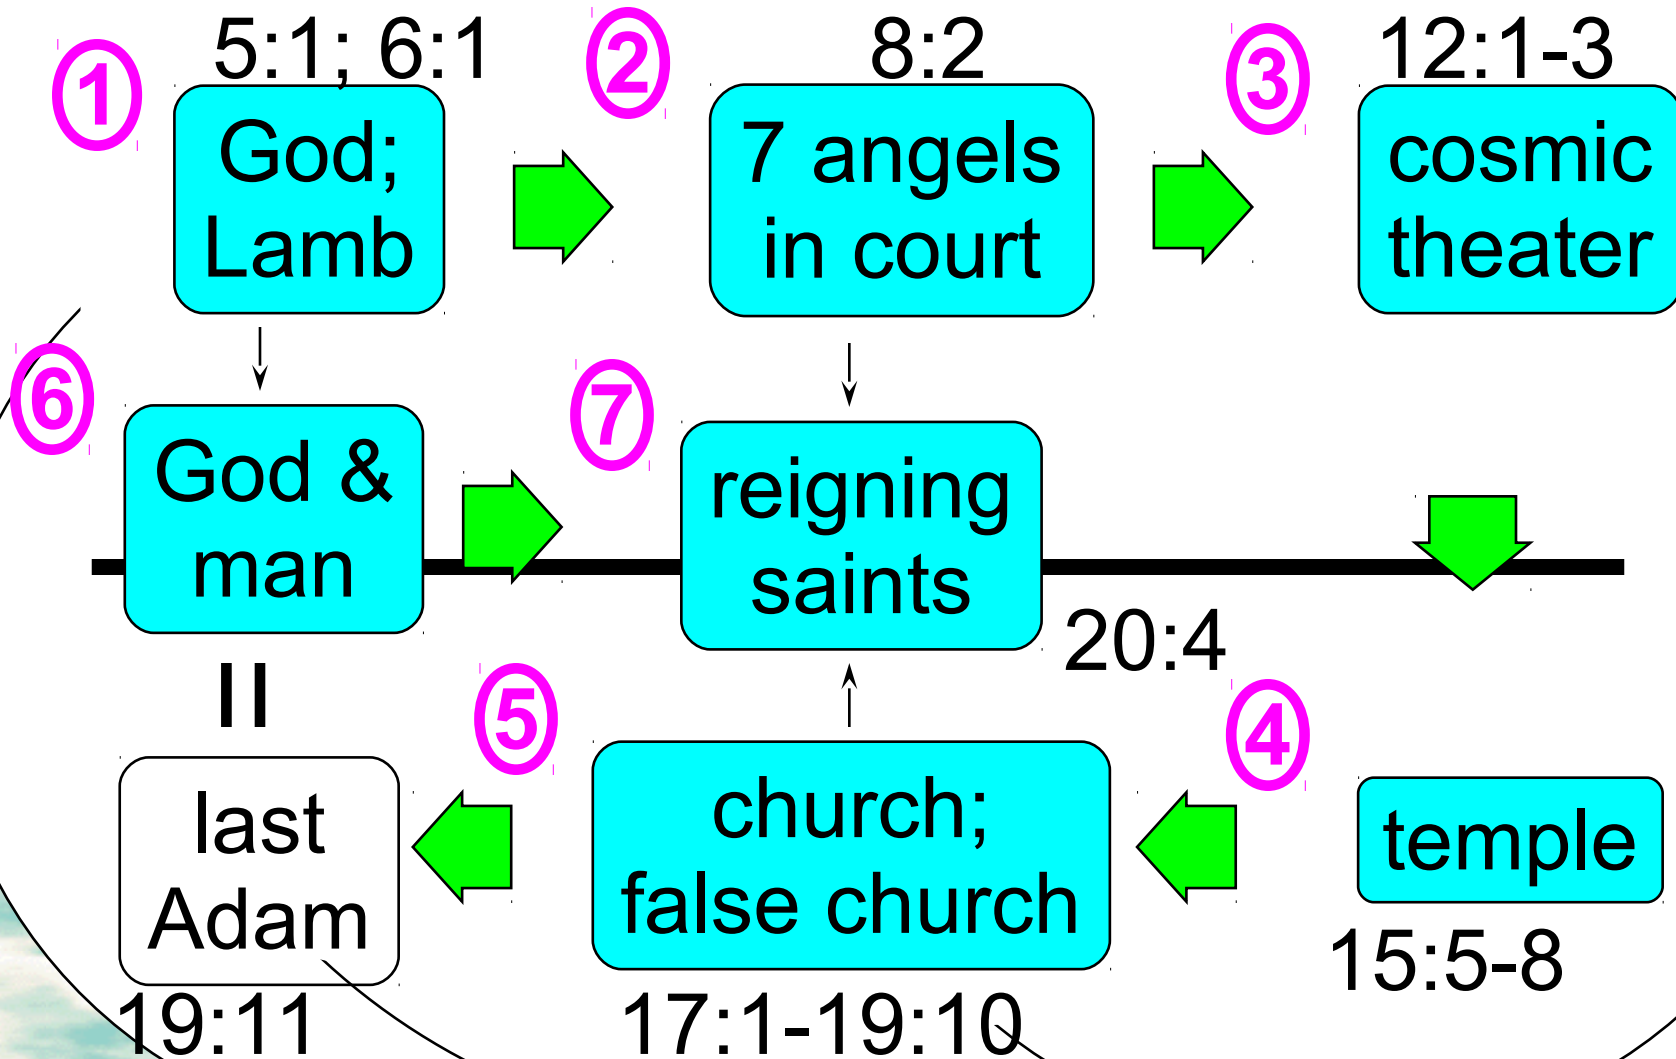 5:1; 6:1
8:2
12:1-3
1
God;
Lamb
2
7 angels
in court
3
cosmic
theater
6
God &
man
7
reigning
saints
20:4
=
last
Adam
19:11
5
church;
false church
17:1-19:10
4
temple
15:5-8